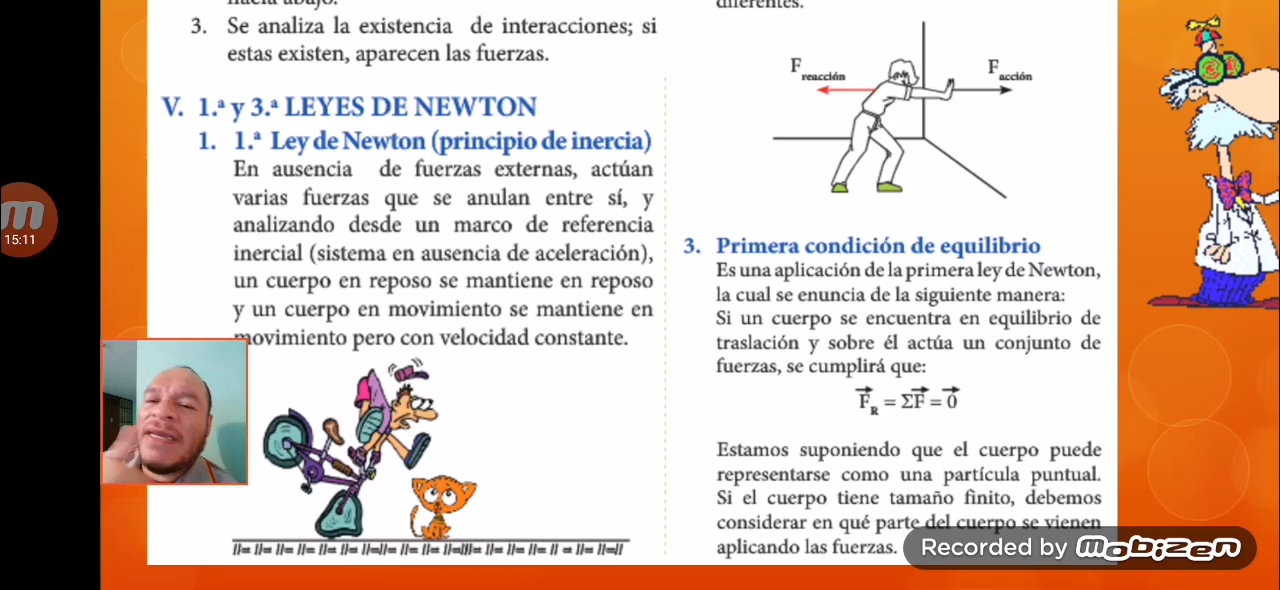 3. Se analiza la existencia de interacciones; si
estas existen, aparecen las fuerzas.
V. 1.ª y 3.ª LEYES DE NEWTON
1. 1.ª Ley de Newton (principio de inercia)
En ausencia de fuerzas externas, actúan
varias fuerzas que se anulan entre sí, y
analizando desde un marco de referencia
inercial (sistema en ausencia de aceleración),
un cuerpo en reposo se mantiene en reposo
y un cuerpo en movimiento se mantiene en
movimiento pero con velocidad constante.
diferentes.
F reacción
F acción
3. Primera condición de equilibrio
Es una aplicación de la primera ley de Newton,
la cual se enuncia de la siguiente manera:
Si un cuerpo se encuentra en equilibrio de
traslación y sobre él actúa un conjunto de
fuerzas, se cumplirá que:
F⃗_R = ΣF⃗ = 0⃗
Estamos suponiendo que el cuerpo puede
representarse como una partícula puntual.
Si el cuerpo tiene tamaño finito, debemos
considerar en qué parte del cuerpo se vienen
aplicando las fuerzas.
m
15:11
Recorded by mobizen